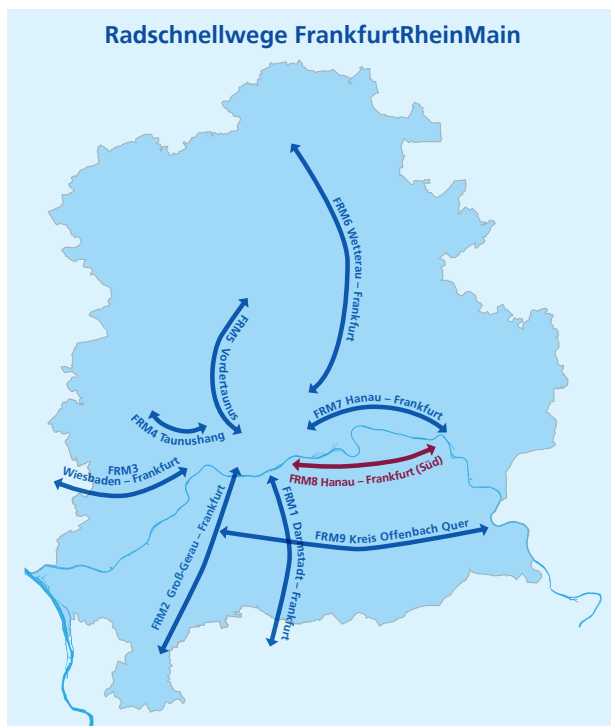 Radschnellwege FrankfurtRheinMain
FRM6 Wetterau – Frankfurt
FRM5 Vordertaunus
FRM7 Hanau – Frankfurt
FRM4 Taunushang
FRM3
Wiesbaden – Frankfurt
FRM8 Hanau – Frankfurt (Süd)
FRM2 Groß-Gerau – Frankfurt
FRM1 Darmstadt – Frankfurt
FRM9 Kreis Offenbach Quer